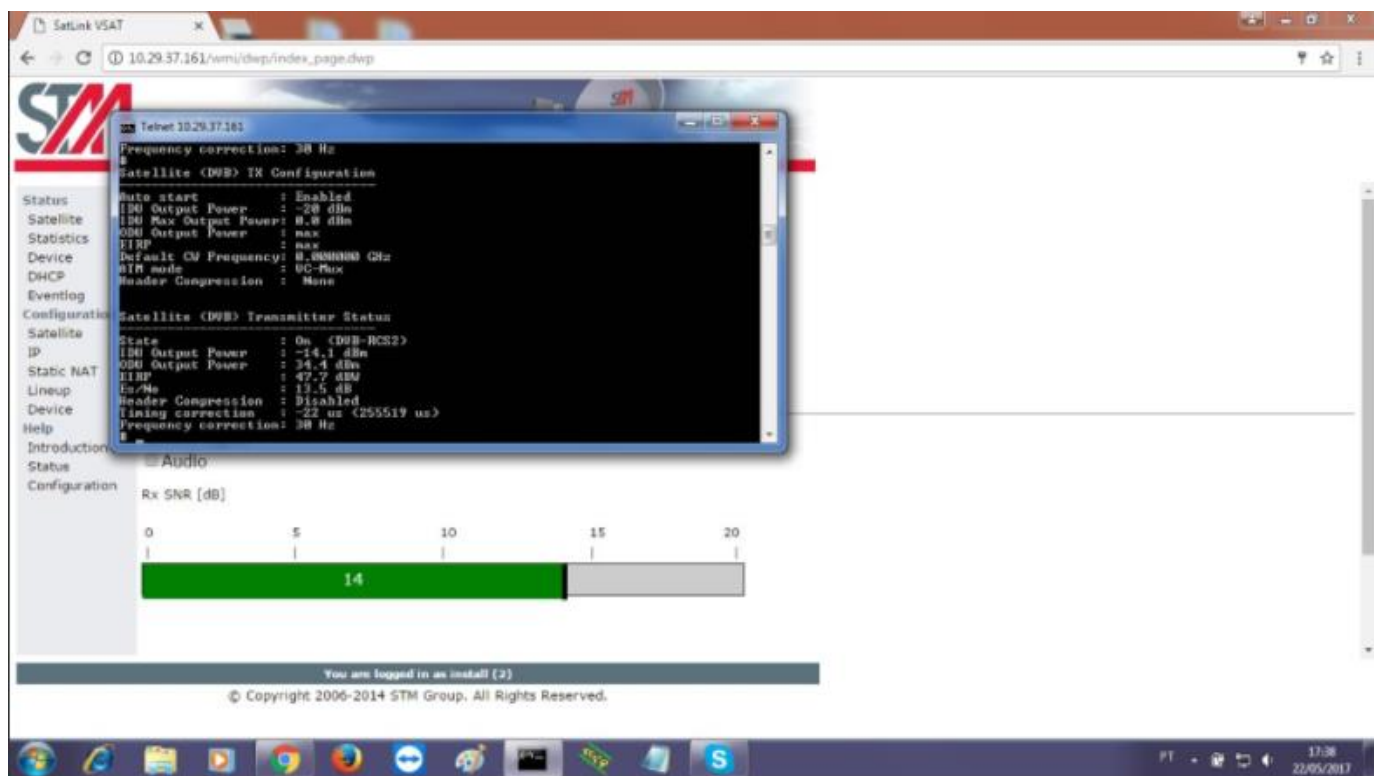 SatLink VSAT
10.29.37.161/wmi/dwp/index_page.dwp
STM
STM
Telnet 10.29.37.161
Frequency correction: 30 Hz
#
Satellite (DVB) TX Configuration
Auto start : Enabled
IDU Output Power : -20 dBm
IDU Max Output Power: 0.0 dBm
ODU Output Power : max
EIRP : max
Default CW Frequency: 0.000000 GHz
ATM mode : VC-Mux
Header Compression : None
Satellite (DVB) Transmitter Status
State : On (DVB-RCS2)
IDU Output Power : -14.1 dBm
ODU Output Power : 34.4 dBm
EIRP : 47.7 dBW
Es/No : 13.5 dB
Header Compression : Disabled
Timing correction : -22 us (255519 us)
Frequency correction: 30 Hz
# _
Status
Satellite
Statistics
Device
DHCP
Eventlog
Configuratio
Satellite
IP
Static NAT
Lineup
Device
Help
Introduction
Status
Configuration
Audio
Rx SNR [dB]
0 5 10 15 20
14
You are logged in as install (2)
© Copyright 2006-2014 STM Group. All Rights Reserved.
PT
17:38
22/05/2017